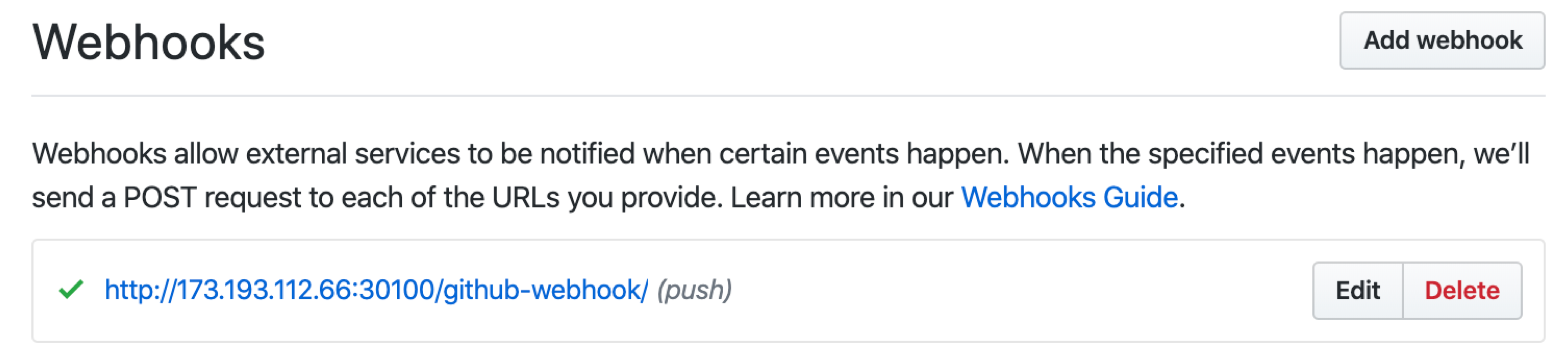 Webhooks
Add webhook
Webhooks allow external services to be notified when certain events happen. When the specified events happen, we’ll
send a POST request to each of the URLs you provide. Learn more in our Webhooks Guide.
http://173.193.112.66:30100/github-webhook/ (push)
Edit
Delete